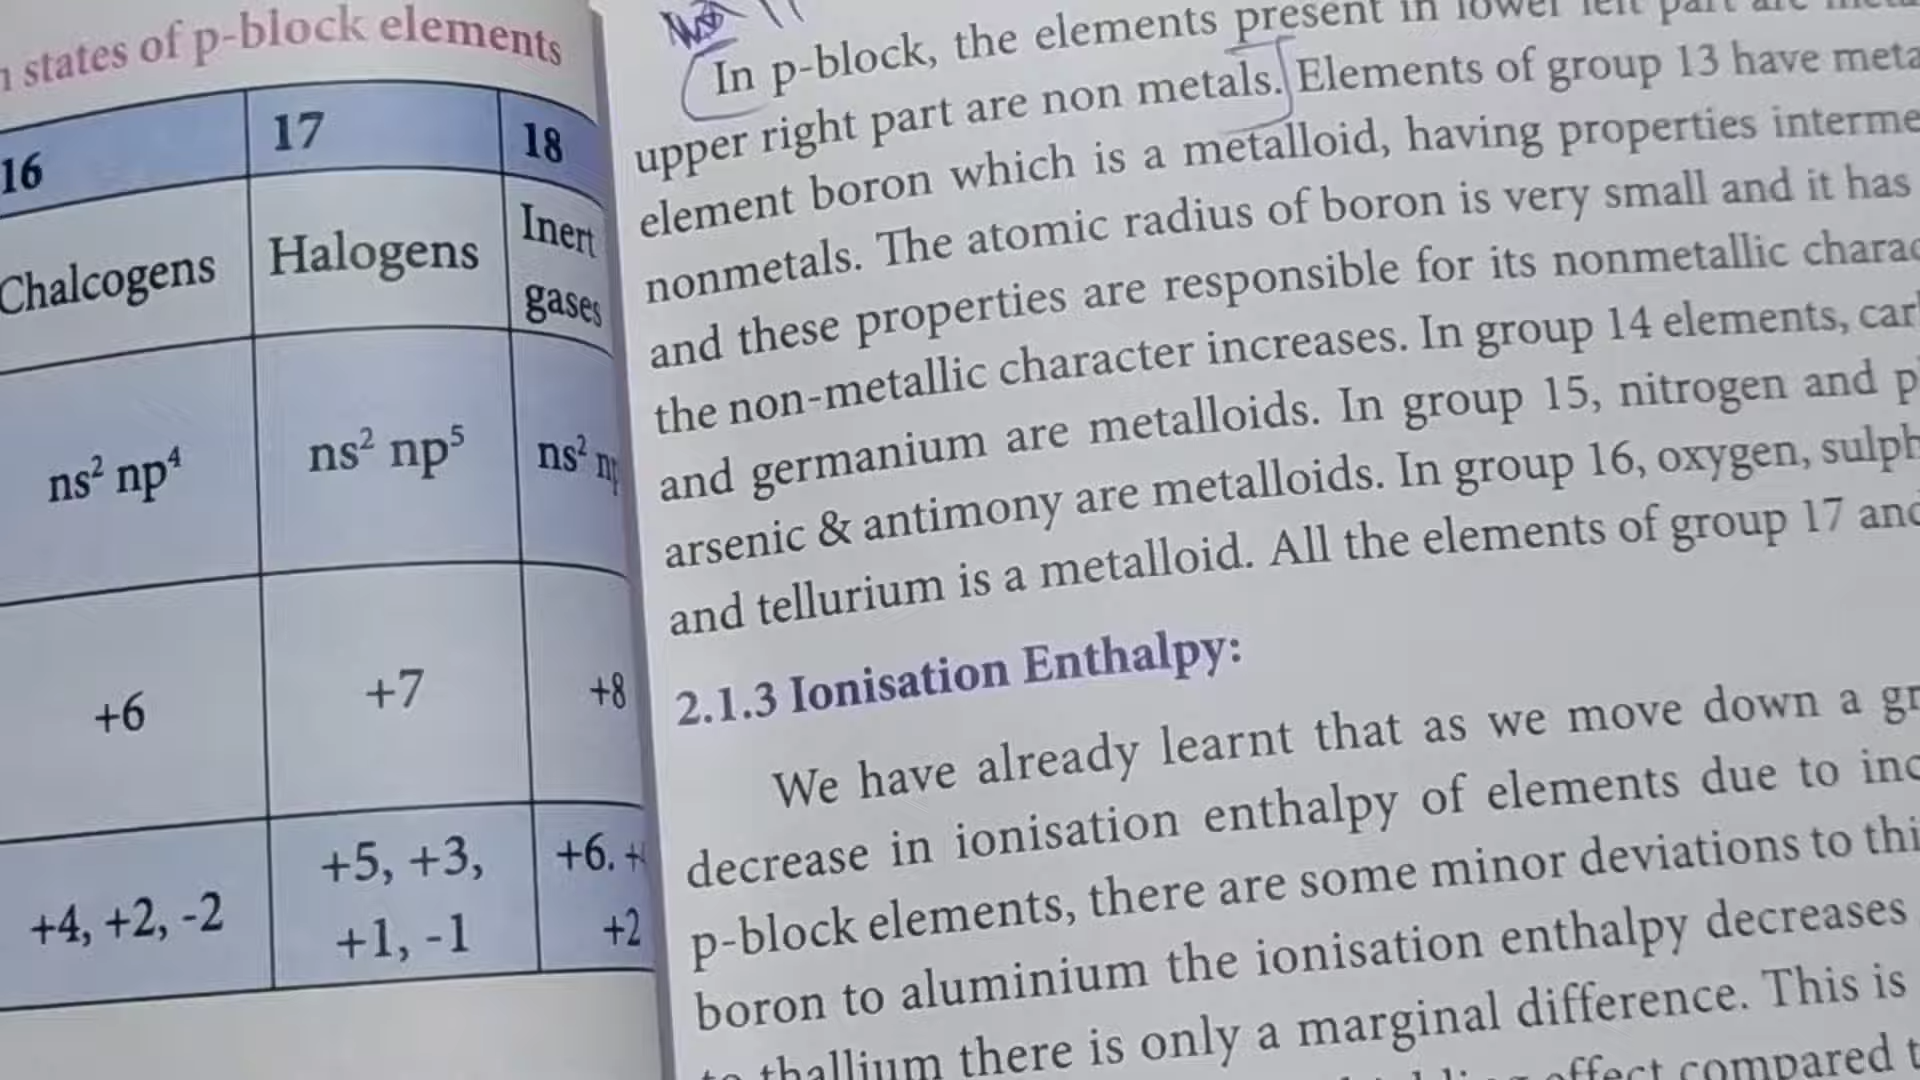 states of p-block elements
16 17 18
Chalcogens Halogens Inert gases
ns² np⁴ ns² np⁵ ns²
+6 +7 +8
+4, +2, -2 +5, +3, +1, -1 +6. +2
In p-block, the elements present in lower left part are
upper right part are non metals. Elements of group 13 have
element boron which is a metalloid, having properties
nonmetals. The atomic radius of boron is very small and it has
and these properties are responsible for its nonmetallic
the non-metallic character increases. In group 14 elements,
and germanium are metalloids. In group 15, nitrogen and
arsenic & antimony are metalloids. In group 16, oxygen,
and tellurium is a metalloid. All the elements of group 17 and
2.1.3 Ionisation Enthalpy:
We have already learnt that as we move down a
decrease in ionisation enthalpy of elements due to
p-block elements, there are some minor deviations to
boron to aluminium the ionisation enthalpy decreases
to thallium there is only a marginal difference. This is
effect compared